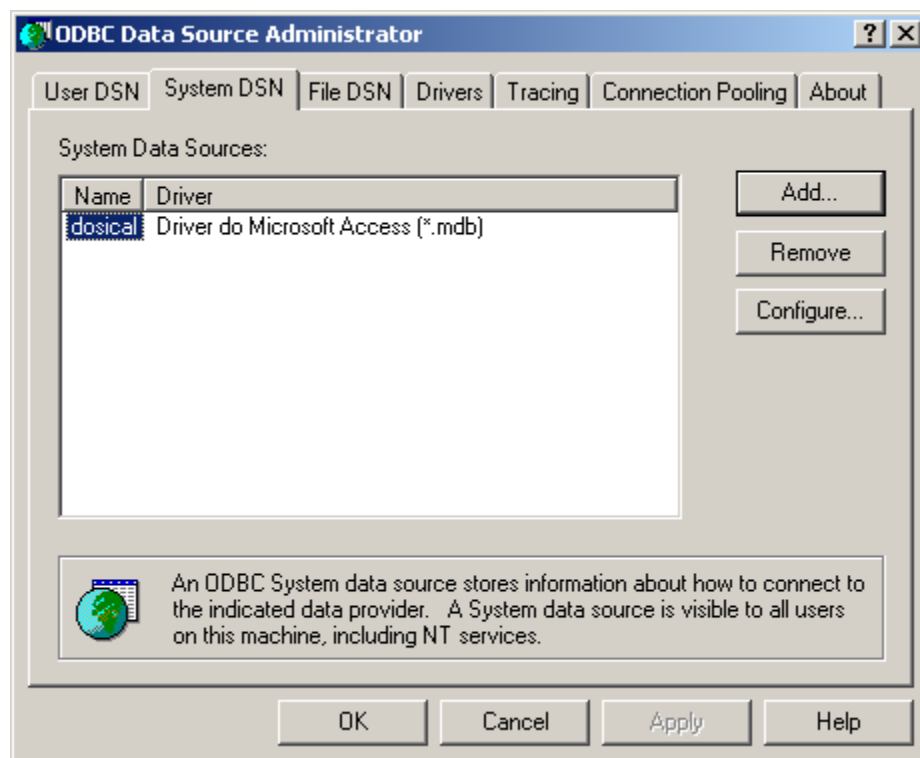 ODBC Data Source Administrator
User DSN System DSN File DSN Drivers Tracing Connection Pooling About
System Data Sources:
Name Driver
dosical Driver do Microsoft Access (*.mdb)
Add...
Remove
Configure...
An ODBC System data source stores information about how to connect to
the indicated data provider. A System data source is visible to all users
on this machine, including NT services.
OK Cancel Apply Help